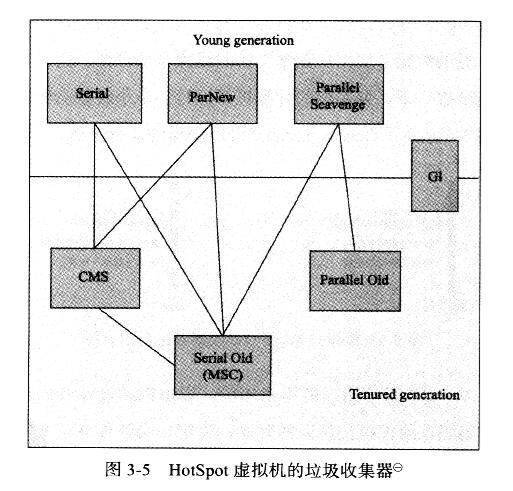 Young generation
Serial
ParNew
Parallel
Scavenge
G1
CMS
Parallel Old
Serial Old
(MSC)
Tenured generation
图 3-5 HotSpot 虚拟机的垃圾收集器⊖